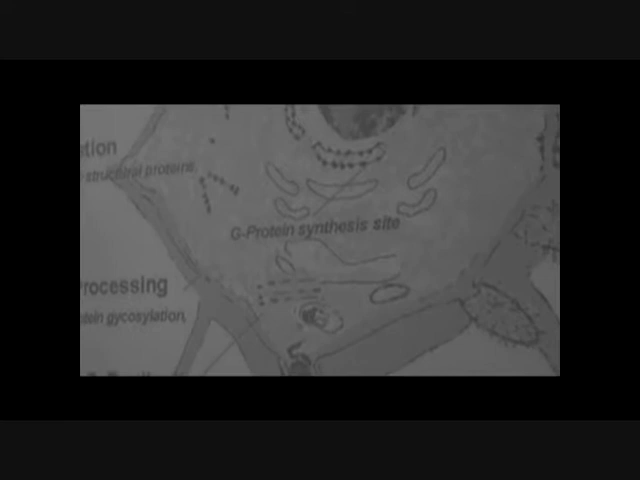 tion
structural proteins,
G-Protein synthesis site
rocessing
tein gycosylation,